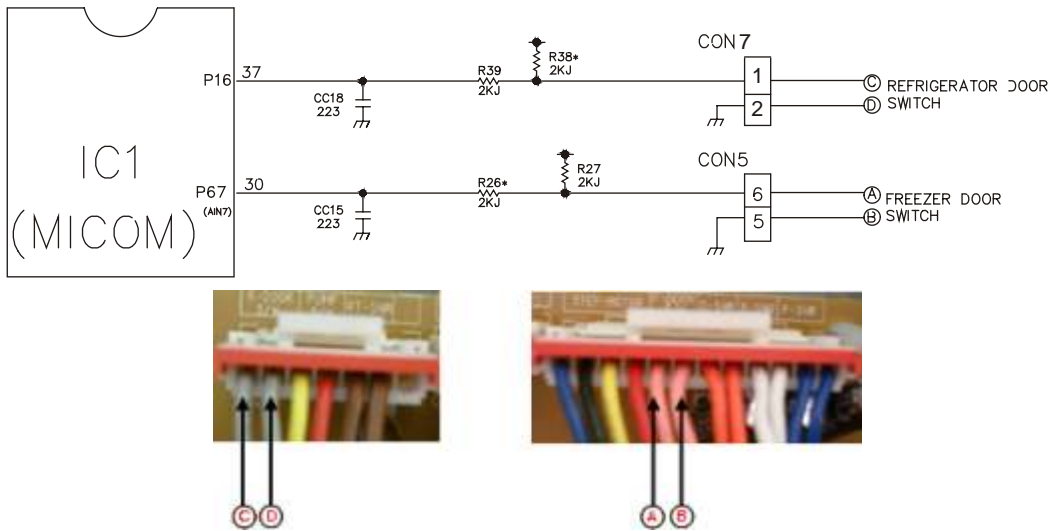 CON7
R38*
2KJ
P16 37
R39
2KJ
1
Ⓒ REFRIGERATOR DOOR
CC18
223
2
Ⓓ SWITCH
IC1
(MICOM)
CON5
R27
2KJ
P67 30
(AIN7)
R26*
2KJ
6
Ⓐ FREEZER DOOR
CC15
223
5
Ⓑ SWITCH
Ⓒ Ⓓ
Ⓐ Ⓑ